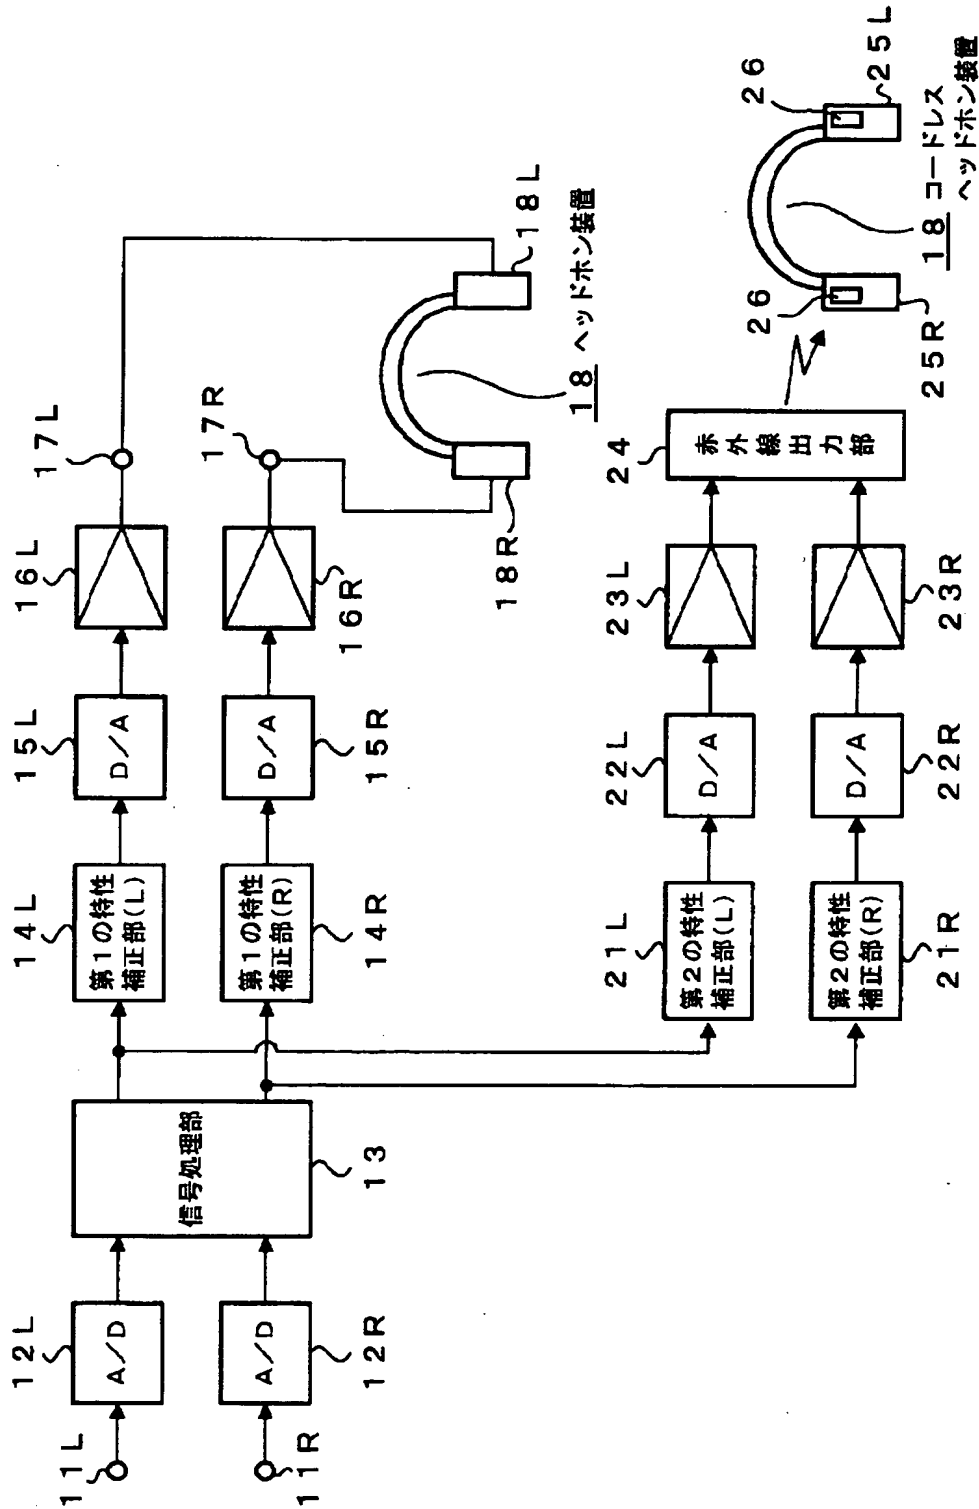 11L
12L
A/D
11R
12R
A/D
信号処理部
13
14L
第1の特性
補正部(L)
第1の特性
補正部(R)
14R
15L
D/A
D/A
15R
16L
16R
17L
17R
18R
18L
18 ヘッドホン装置
21L
第2の特性
補正部(L)
第2の特性
補正部(R)
21R
22L
D/A
D/A
22R
23L
23R
24
赤外線出力部
26
26
25R
25L
18 コードレス
ヘッドホン装置